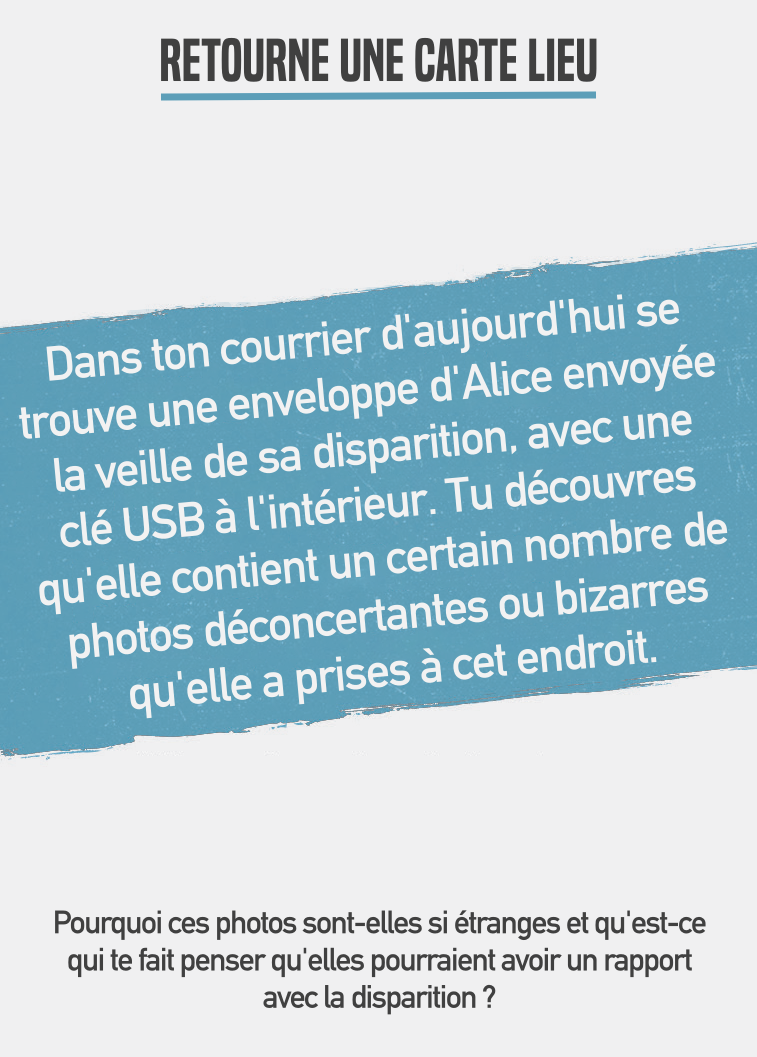 RETOURNE UNE CARTE LIEU
Dans ton courrier d'aujourd'hui se
trouve une enveloppe d'Alice envoyée
la veille de sa disparition, avec une
clé USB à l'intérieur. Tu découvres
qu'elle contient un certain nombre de
photos déconcertantes ou bizarres
qu'elle a prises à cet endroit.
Pourquoi ces photos sont-elles si étranges et qu'est-ce
qui te fait penser qu'elles pourraient avoir un rapport
avec la disparition ?